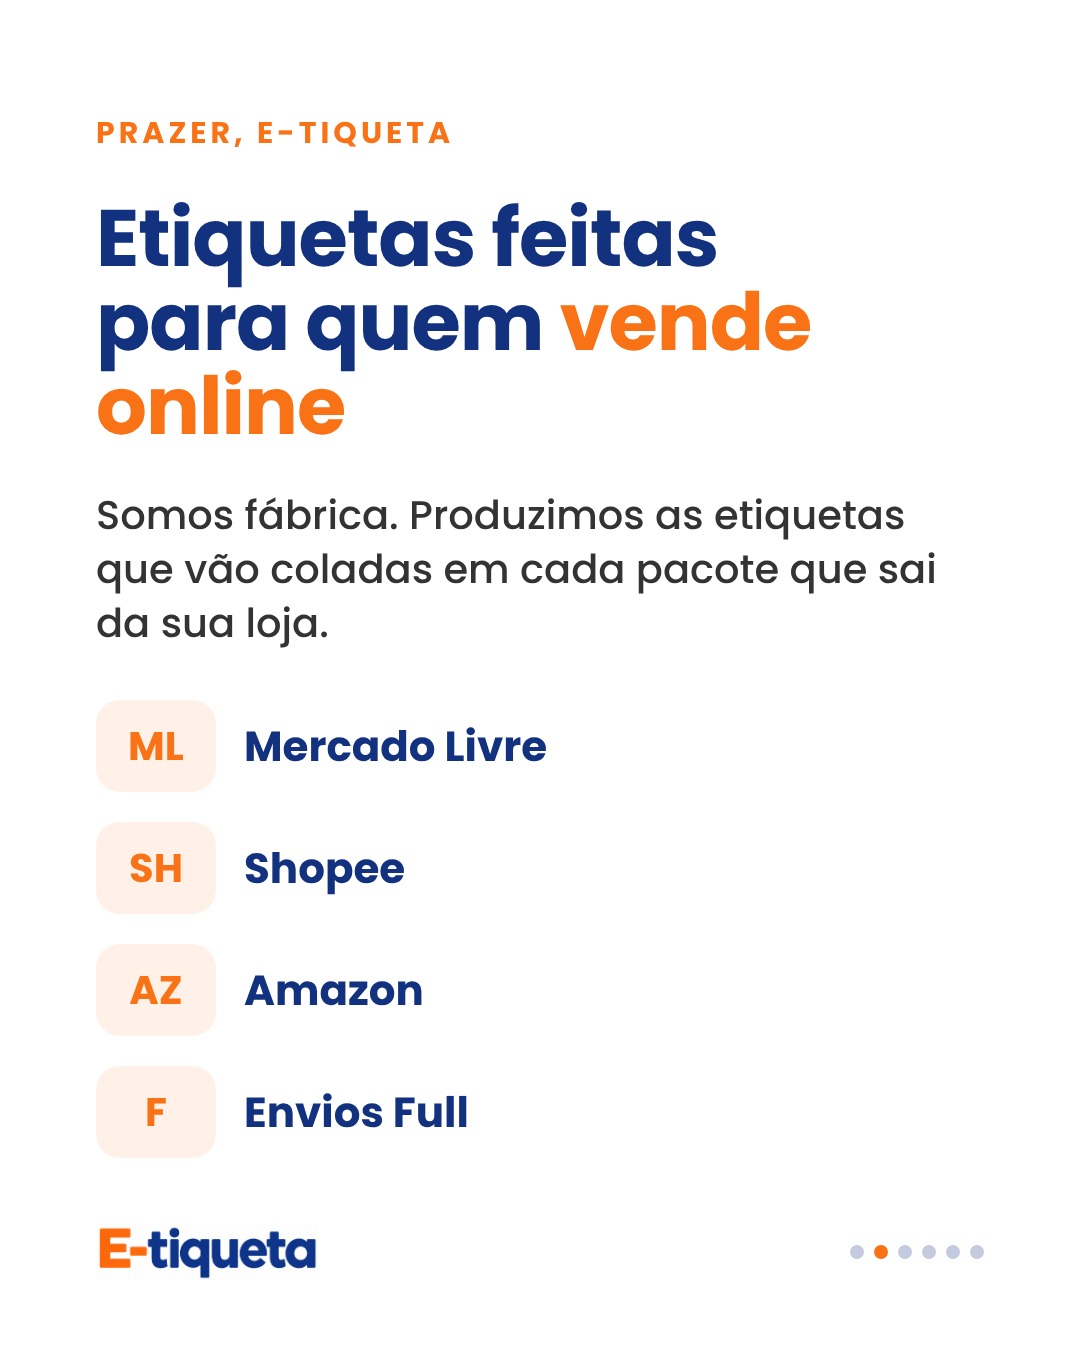 PRAZER, E-TIQUETA
Etiquetas feitas
para quem vende
online
Somos fábrica. Produzimos as etiquetas
que vão coladas em cada pacote que sai
da sua loja.
ML Mercado Livre
SH Shopee
AZ Amazon
F Envios Full
E-tiqueta